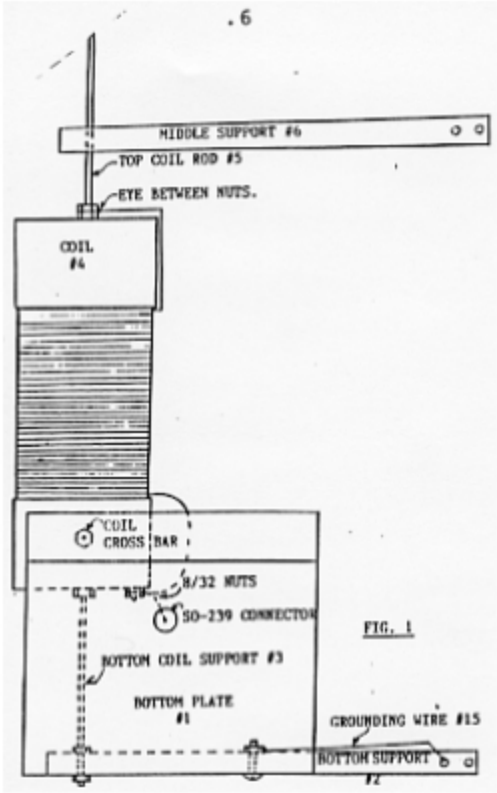 .6
MIDDLE SUPPORT #6
TOP COIL ROD #5
EYE BETWEEN NUTS.
COIL
#4
COIL
CROSS BAR
8/32 NUTS
SO-239 CONNECTOR
FIG. 1
BOTTOM COIL SUPPORT #3
BOTTOM PLATE
#1
GROUNDING WIRE #15
BOTTOM SUPPORT
#2